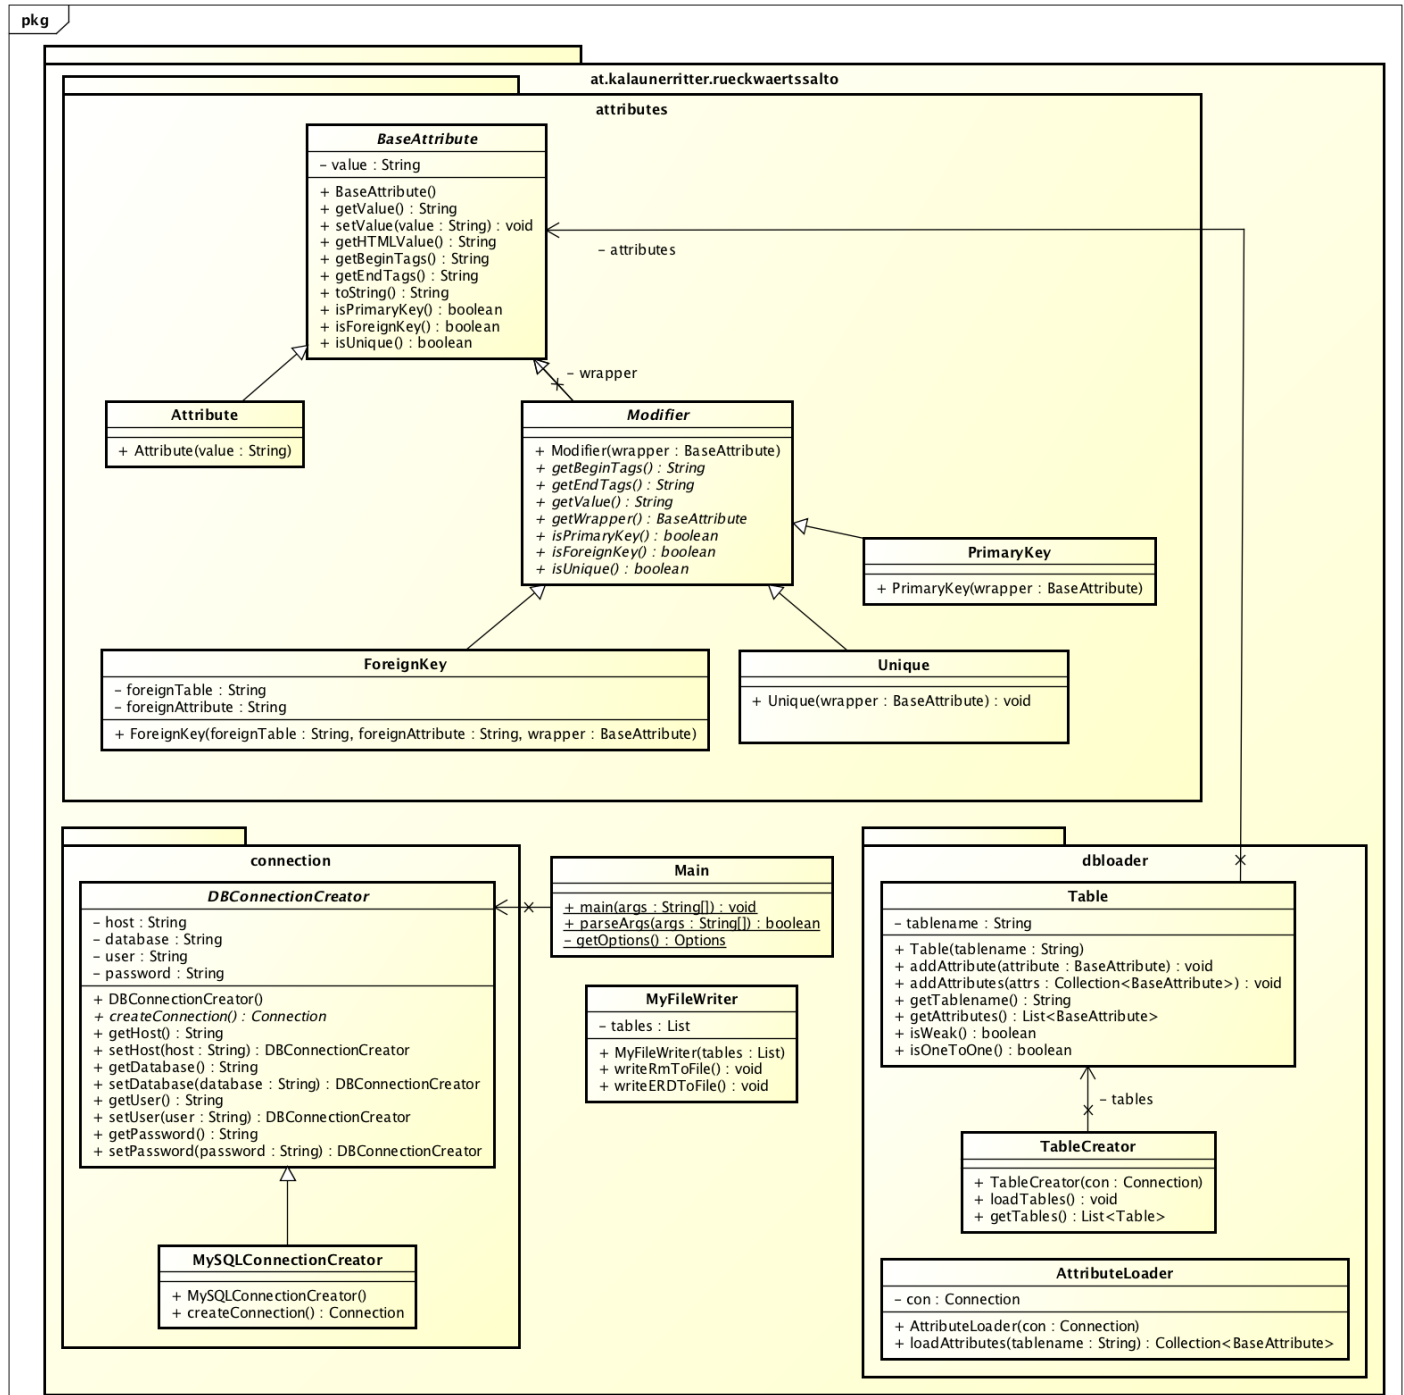 pkg
at.kalaunerritter.rueckwaertssalto
attributes
BaseAttribute
– value : String
+ BaseAttribute()
+ getValue() : String
+ setValue(value : String) : void
+ getHTMLValue() : String
+ getBeginTags() : String
+ getEndTags() : String
+ toString() : String
+ isPrimaryKey() : boolean
+ isForeignKey() : boolean
+ isUnique() : boolean
– attributes
– wrapper
Attribute
+ Attribute(value : String)
Modifier
+ Modifier(wrapper : BaseAttribute)
+ getBeginTags() : String
+ getEndTags() : String
+ getValue() : String
+ getWrapper() : BaseAttribute
+ isPrimaryKey() : boolean
+ isForeignKey() : boolean
+ isUnique() : boolean
PrimaryKey
+ PrimaryKey(wrapper : BaseAttribute)
ForeignKey
– foreignTable : String
– foreignAttribute : String
+ ForeignKey(foreignTable : String, foreignAttribute : String, wrapper : BaseAttribute)
Unique
+ Unique(wrapper : BaseAttribute) : void
connection
DBConnectionCreator
– host : String
– database : String
– user : String
– password : String
+ DBConnectionCreator()
+ createConnection() : Connection
+ getHost() : String
+ setHost(host : String) : DBConnectionCreator
+ getDatabase() : String
+ setDatabase(database : String) : DBConnectionCreator
+ getUser() : String
+ setUser(user : String) : DBConnectionCreator
+ getPassword() : String
+ setPassword(password : String) : DBConnectionCreator
MySQLConnectionCreator
+ MySQLConnectionCreator()
+ createConnection() : Connection
Main
+ main(args : String[]) : void
+ parseArgs(args : String[]) : boolean
– getOptions() : Options
MyFileWriter
– tables : List
+ MyFileWriter(tables : List)
+ writeRmToFile() : void
+ writeERDToFile() : void
dbloader
Table
– tablename : String
+ Table(tablename : String)
+ addAttribute(attribute : BaseAttribute) : void
+ addAttributes(attrs : Collection<BaseAttribute>) : void
+ getTablename() : String
+ getAttributes() : List<BaseAttribute>
+ isWeak() : boolean
+ isOneToOne() : boolean
– tables
TableCreator
+ TableCreator(con : Connection)
+ loadTables() : void
+ getTables() : List<Table>
AttributeLoader
– con : Connection
+ AttributeLoader(con : Connection)
+ loadAttributes(tablename : String) : Collection<BaseAttribute>